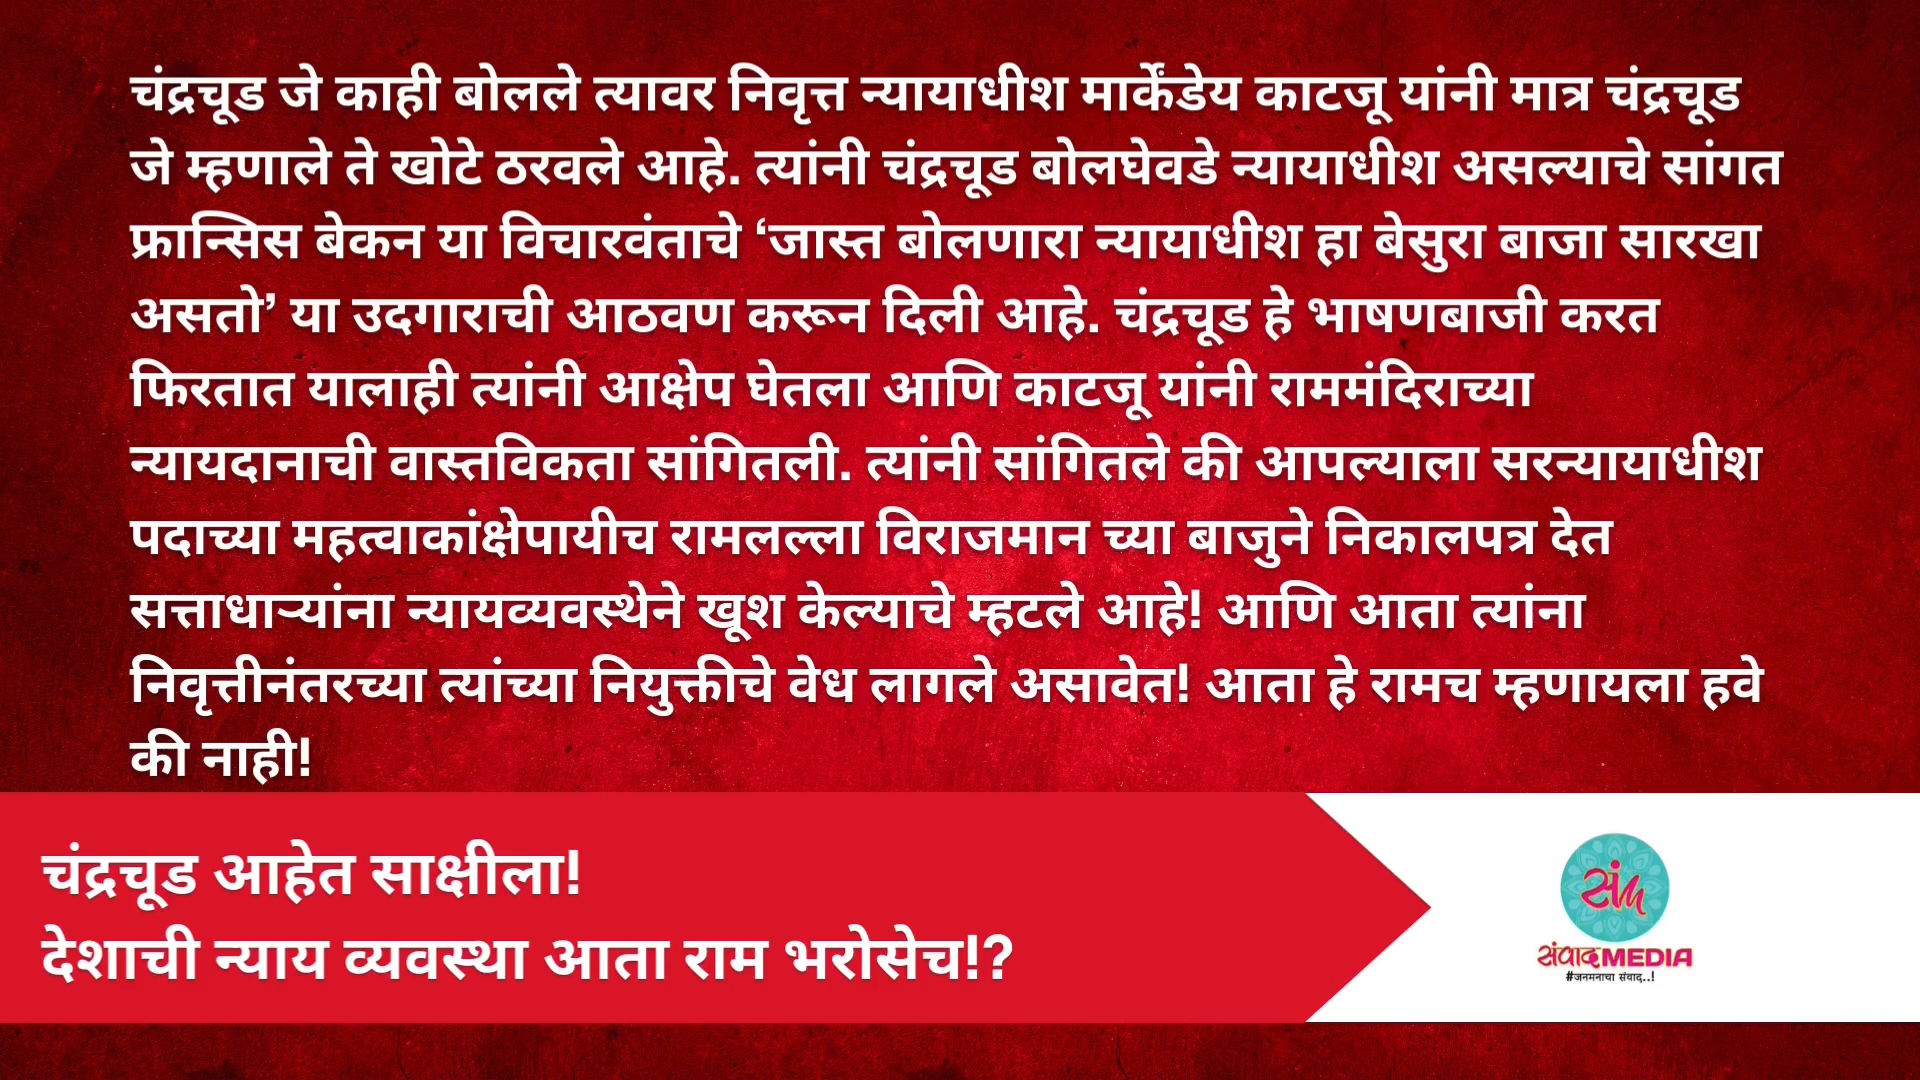 चंद्रचूड जे काही बोलले त्यावर निवृत्त न्यायाधीश मार्केंडेय काटजू यांनी मात्र चंद्रचूड
जे म्हणाले ते खोटे ठरवले आहे. त्यांनी चंद्रचूड बोलघेवडे न्यायाधीश असल्याचे सांगत
फ्रान्सिस बेकन या विचारवंताचे ‘जास्त बोलणारा न्यायाधीश हा बेसुरा बाजा सारखा
असतो’ या उदगाराची आठवण करून दिली आहे. चंद्रचूड हे भाषणबाजी करत
फिरतात यालाही त्यांनी आक्षेप घेतला आणि काटजू यांनी राममंदिराच्या
न्यायदानाची वास्तविकता सांगितली. त्यांनी सांगितले की आपल्याला सरन्यायाधीश
पदाच्या महत्वाकांक्षेपायीच रामलल्ला विराजमान च्या बाजुने निकालपत्र देत
सत्ताधाऱ्यांना न्यायव्यवस्थेने खूश केल्याचे म्हटले आहे! आणि आता त्यांना
निवृत्तीनंतरच्या त्यांच्या नियुक्तीचे वेध लागले असावेत! आता हे रामच म्हणायला हवे
की नाही!
चंद्रचूड आहेत साक्षीला!
देशाची न्याय व्यवस्था आता राम भरोसेच!?
सं
संवादMEDIA
#जनमनाचा संवाद..!